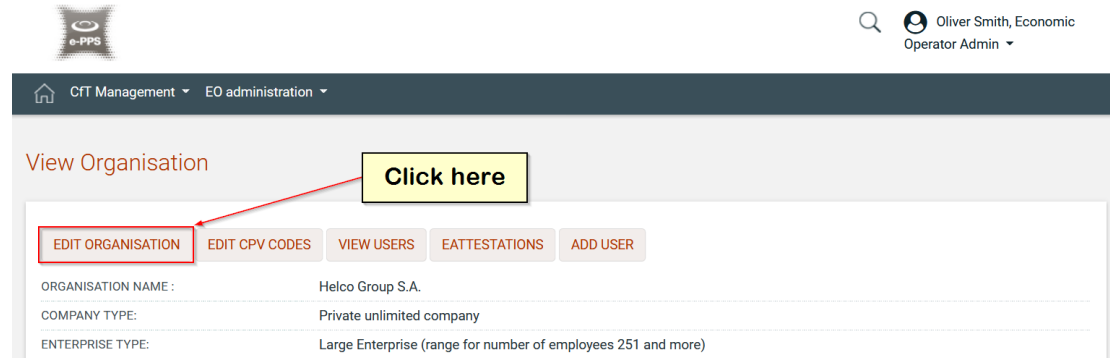 e-PPS
Oliver Smith, Economic
Operator Admin
CfT Management EO administration
View Organisation
Click here
EDIT ORGANISATION EDIT CPV CODES VIEW USERS EATTESTATIONS ADD USER
ORGANISATION NAME : Helco Group S.A.
COMPANY TYPE: Private unlimited company
ENTERPRISE TYPE: Large Enterprise (range for number of employees 251 and more)